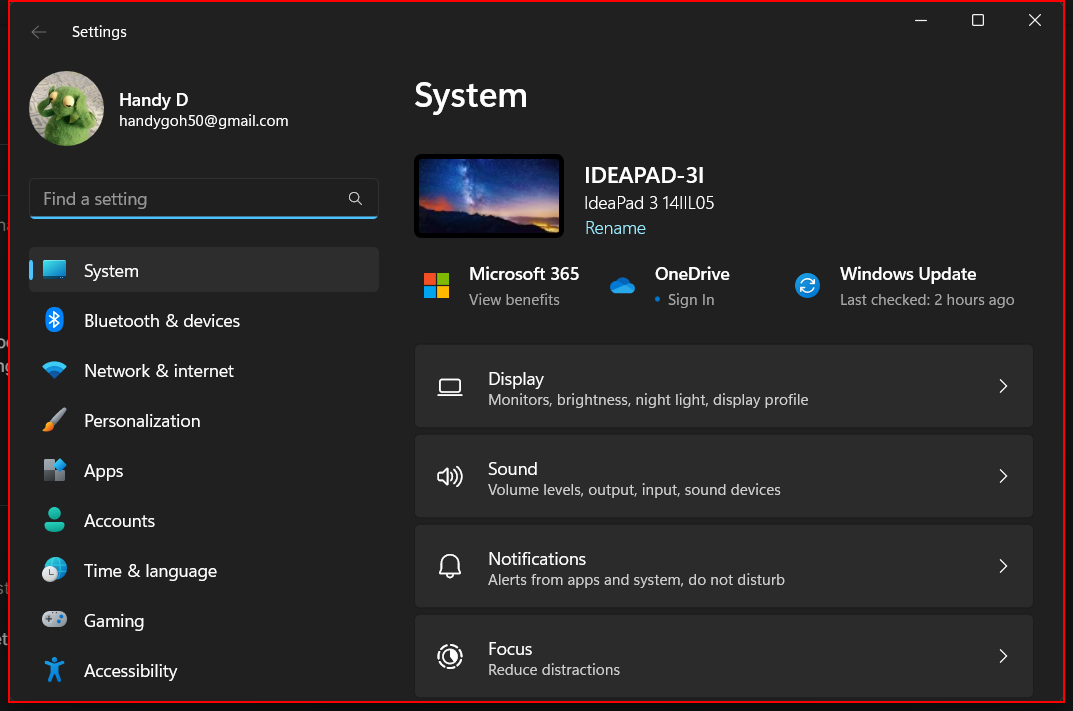 Settings
Handy D
handygoh50@gmail.com
Find a setting
System
Bluetooth & devices
Network & internet
Personalization
Apps
Accounts
Time & language
Gaming
Accessibility
System
IDEAPAD-3I
IdeaPad 3 14IIL05
Rename
Microsoft 365
View benefits
OneDrive
• Sign In
Windows Update
Last checked: 2 hours ago
Display
Monitors, brightness, night light, display profile
Sound
Volume levels, output, input, sound devices
Notifications
Alerts from apps and system, do not disturb
Focus
Reduce distractions